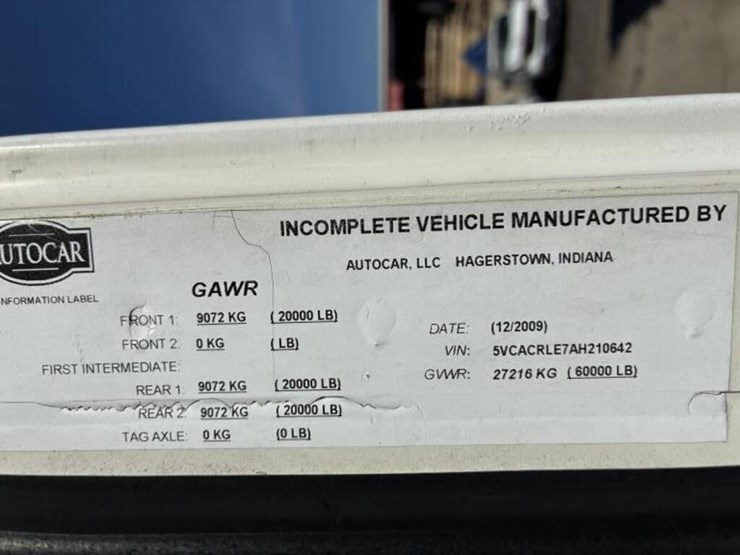 INCOMPLETE VEHICLE MANUFACTURED BY
UTOCAR
AUTOCAR, LLC HAGERSTOWN, INDIANA
NFORMATION LABEL
GAWR
FRONT 1: 9072 KG ( 20000 LB)
FRONT 2: 0 KG ( LB)
FIRST INTERMEDIATE:
REAR 1: 9072 KG ( 20000 LB)
REAR 2: 9072 KG ( 20000 LB)
TAG AXLE: 0 KG (0 LB)
DATE: (12/2009)
VIN: 5VCACRLE7AH210642
GVWR: 27216 KG ( 60000 LB)